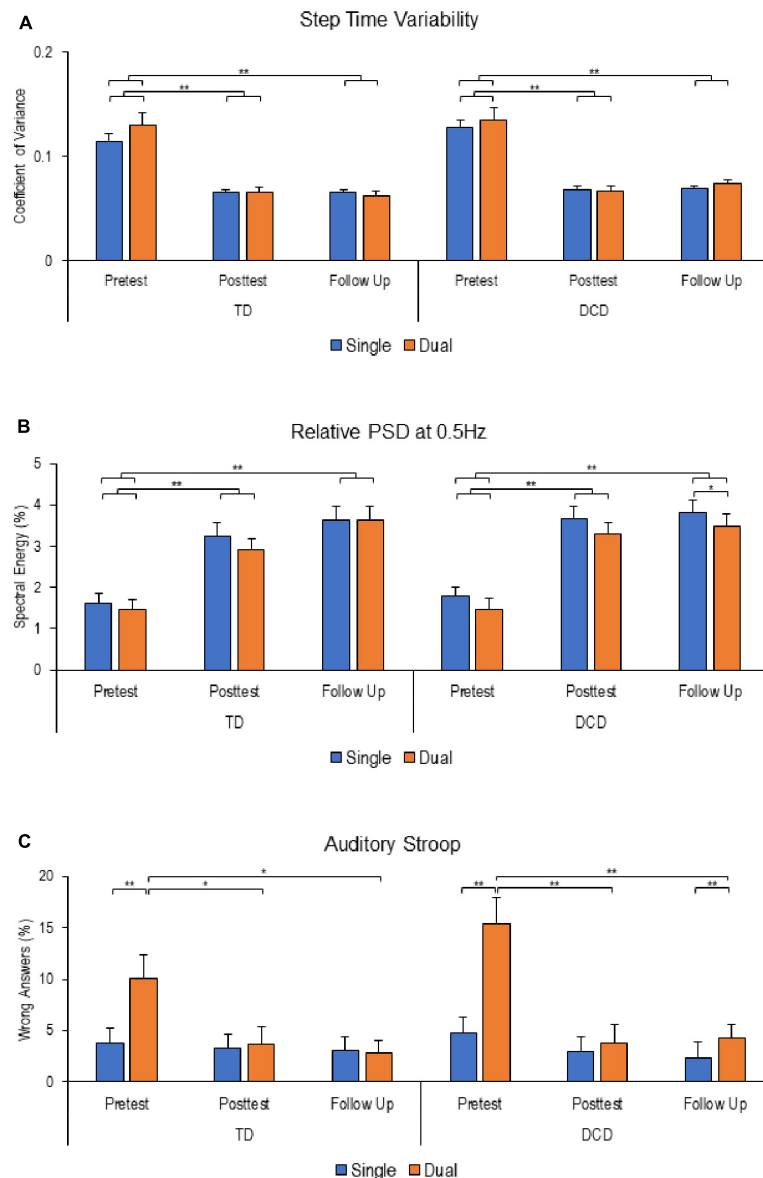 A
Step Time Variability
0.2
**
**
**
**
Coefficient of Variance
0.1
0
Pretest Posttest Follow Up Pretest Posttest Follow Up
TD DCD
Single Dual
B
Relative PSD at 0.5Hz
5
**
**
**
**
*
4
Spectral Energy (%)
3
2
1
0
Pretest Posttest Follow Up Pretest Posttest Follow Up
TD DCD
Single Dual
C
Auditory Stroop
20
* **
** * ** ** **
15
Wrong Answers (%)
10
5
0
Pretest Posttest Follow Up Pretest Posttest Follow Up
TD DCD
Single Dual